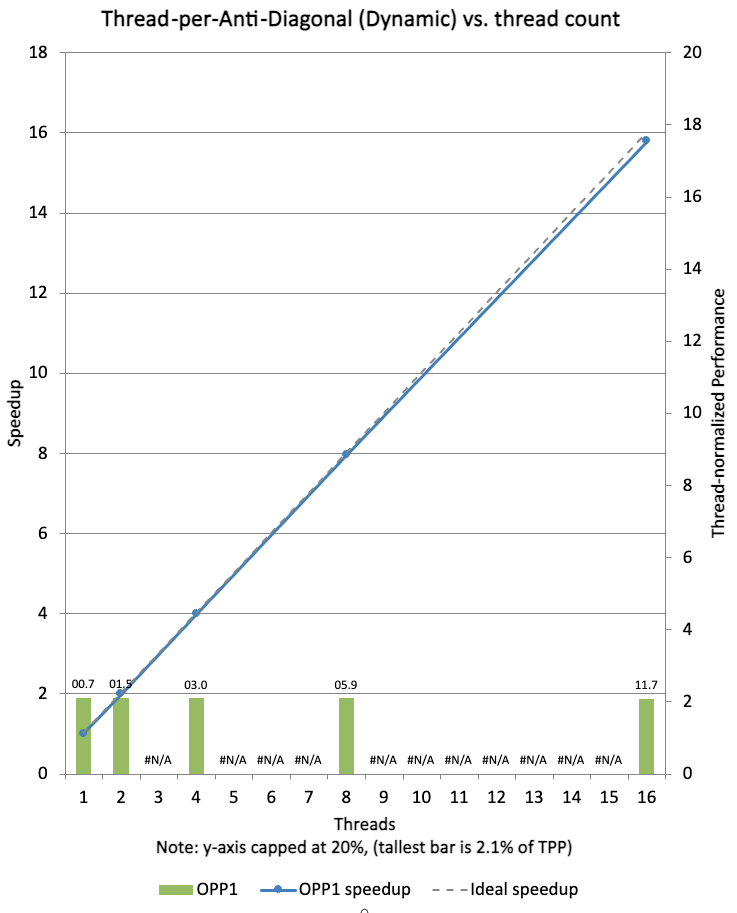 Thread-per-Anti-Diagonal (Dynamic) vs. thread count
18
16
14
12
10
8
6
4
2
0
Speedup
20
18
16
14
12
10
8
6
4
2
0
Thread-normalized Performance
00.7 01.5 03.0 05.9 11.7
#N/A #N/A #N/A #N/A #N/A #N/A #N/A #N/A #N/A #N/A #N/A
1 2 3 4 5 6 7 8 9 10 11 12 13 14 15 16
Threads
Note: y-axis capped at 20%, (tallest bar is 2.1% of TPP)
OPP1 OPP1 speedup Ideal speedup